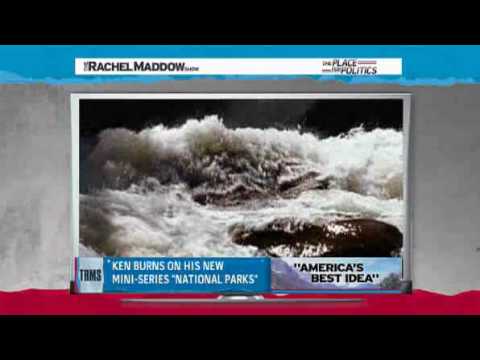 THE RACHEL MADDOW SHOW
THE PLACE
FOR POLITICS
TRMS
"KEN BURNS ON HIS NEW
MINI-SERIES "NATIONAL PARKS"
"AMERICA'S
BEST IDEA"